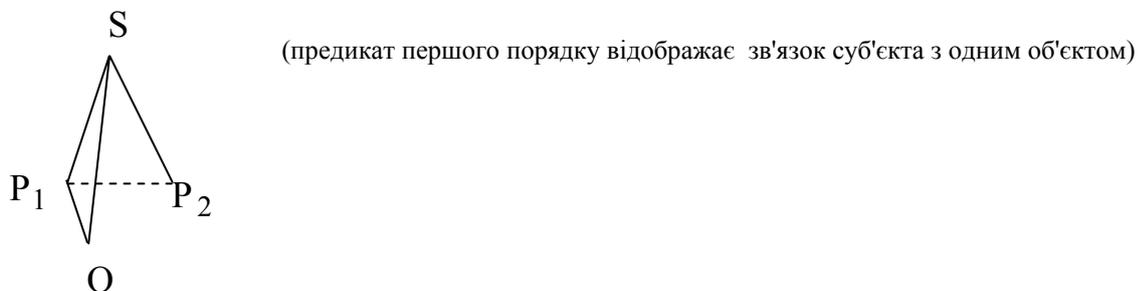 S
(предикат першого порядку відображає зв'язок суб'єкта з одним об'єктом)
P1
P2
O